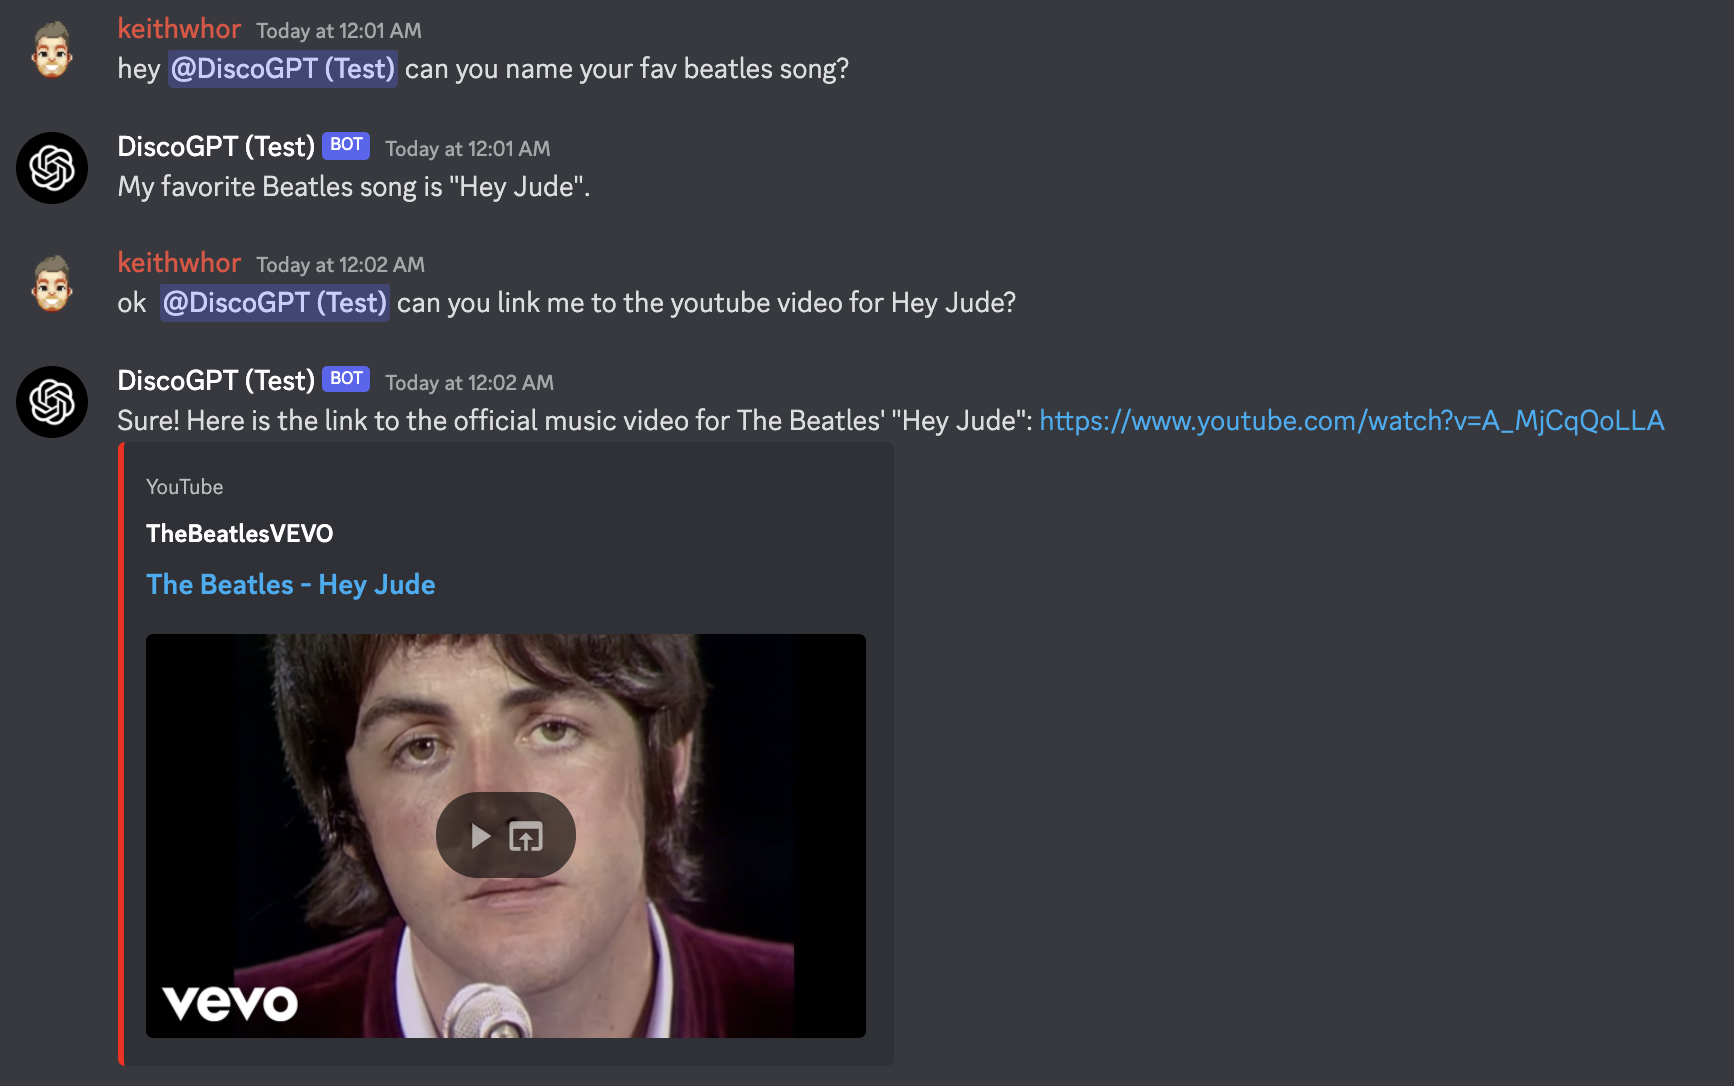 keithwhor Today at 12:01 AM
hey @DiscoGPT (Test) can you name your fav beatles song?
DiscoGPT (Test) BOT Today at 12:01 AM
My favorite Beatles song is "Hey Jude".
keithwhor Today at 12:02 AM
ok @DiscoGPT (Test) can you link me to the youtube video for Hey Jude?
DiscoGPT (Test) BOT Today at 12:02 AM
Sure! Here is the link to the official music video for The Beatles' "Hey Jude": https://www.youtube.com/watch?v=A_MjCqQoLLA
YouTube
TheBeatlesVEVO
The Beatles - Hey Jude
vevo